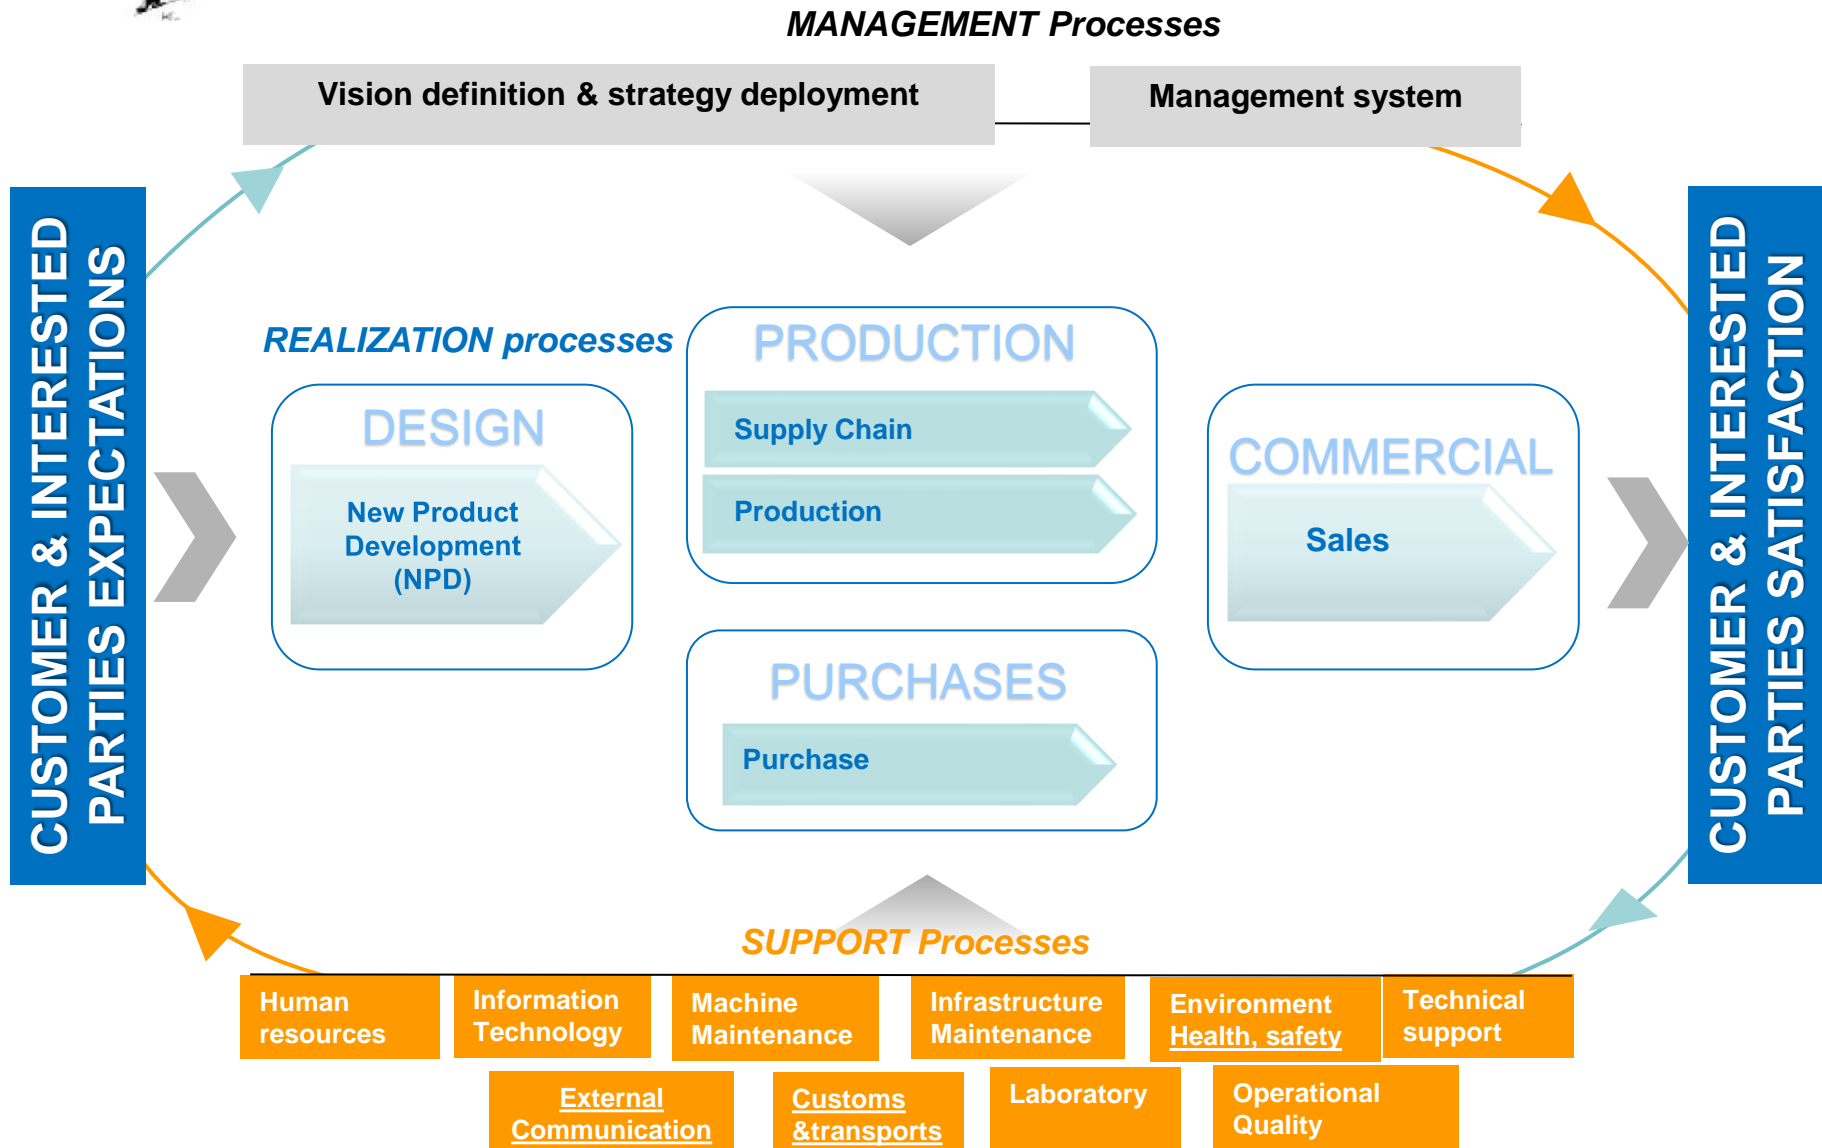 MANAGEMENT Processes
Vision definition & strategy deployment
Management system
CUSTOMER & INTERESTED
PARTIES EXPECTATIONS
REALIZATION processes
DESIGN
New Product
Development
(NPD)
PRODUCTION
Supply Chain
Production
PURCHASES
Purchase
COMMERCIAL
Sales
CUSTOMER & INTERESTED
PARTIES SATISFACTION
SUPPORT Processes
Human
resources
Information
Technology
Machine
Maintenance
Infrastructure
Maintenance
Environment
Health, safety
Technical
support
External
Communication
Customs
&transports
Laboratory
Operational
Quality